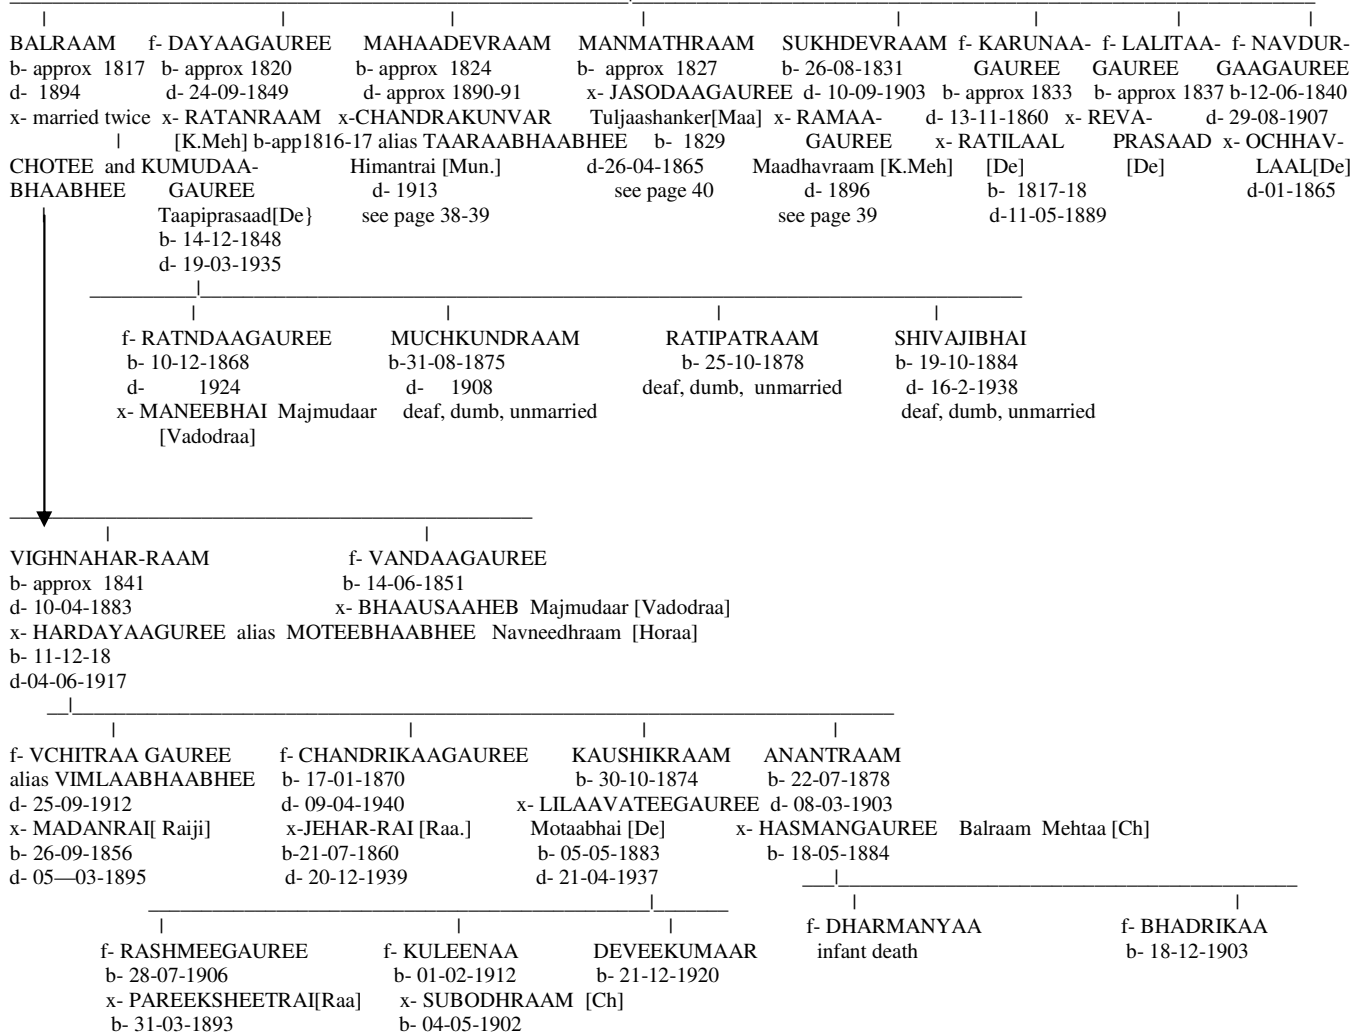 BALRAAM f- DAYAAGAUREE MAHAADEVRAAM MANMATHRAAM SUKHDEVRAAM f- KARUNAA- f- LALITAA- f- NAVDUR-
b- approx 1817 b- approx 1820 b- approx 1824 b- approx 1827 b- 26-08-1831 GAUREE GAUREE GAAGAUREE
d- 1894 d- 24-09-1849 d- approx 1890-91 x- JASODAAGAUREE d- 10-09-1903 b- approx 1833 b- approx 1837 b-12-06-1840
x- married twice x- RATANRAAM x-CHANDRAKUNVAR Tuljaashanker[Maa] x- RAMAA- d- 13-11-1860 x- REVA- d- 29-08-1907
[K.Meh] b-app1816-17 alias TAARAABHAABHEE b- 1829 GAUREE x- RATILAAL PRASAAD x- OCHHAV-
CHOTEE and KUMUDAA- Himantrai [Mun.] d-26-04-1865 Maadhavraam [K.Meh] [De] [De] LAAL[De]
BHAABHEE GAUREE d- 1913 see page 40 d- 1896 b- 1817-18 d-01-1865
Taapiprasaad[De} see page 38-39 see page 39 d-11-05-1889
b- 14-12-1848
d- 19-03-1935
f- RATNDAAGAUREE MUCHKUNDRAAM RATIPATRAAM SHIVAJIBHAI
b- 10-12-1868 b-31-08-1875 b- 25-10-1878 b- 19-10-1884
d- 1924 d- 1908 deaf, dumb, unmarried d- 16-2-1938
x- MANEEBHAI Majmudaar deaf, dumb, unmarried deaf, dumb, unmarried
[Vadodraa]
VIGHNAHAR-RAAM f- VANDAAGAUREE
b- approx 1841 b- 14-06-1851
d- 10-04-1883 x- BHAAUSAAHEB Majmudaar [Vadodraa]
x- HARDAYAAGUREE alias MOTEEBHAABHEE Navneedhraam [Horaa]
b- 11-12-18
d-04-06-1917
f- VCHITRAA GAUREE f- CHANDRIKAAGAUREE KAUSHIKRAAM ANANTRAAM
alias VIMLAABHAABHEE b- 17-01-1870 b- 30-10-1874 b- 22-07-1878
d- 25-09-1912 d- 09-04-1940 x- LILAAVATEEGAUREE d- 08-03-1903
x- MADANRAI[ Raiji] x-JEHAR-RAI [Raa.] Motaabhai [De] x- HASMANGAUREE Balraam Mehtaa [Ch]
b- 26-09-1856 b-21-07-1860 b- 05-05-1883 b- 18-05-1884
d- 05—03-1895 d- 20-12-1939 d- 21-04-1937
f- DHARMANYAA f- BHADRIKAA
f- RASHMEEGAUREE f- KULEENAA DEVEEKUMAAR infant death b- 18-12-1903
b- 28-07-1906 b- 01-02-1912 b- 21-12-1920
x- PAREEKSHEETRAI[Raa] x- SUBODHRAAM [Ch]
b- 31-03-1893 b- 04-05-1902